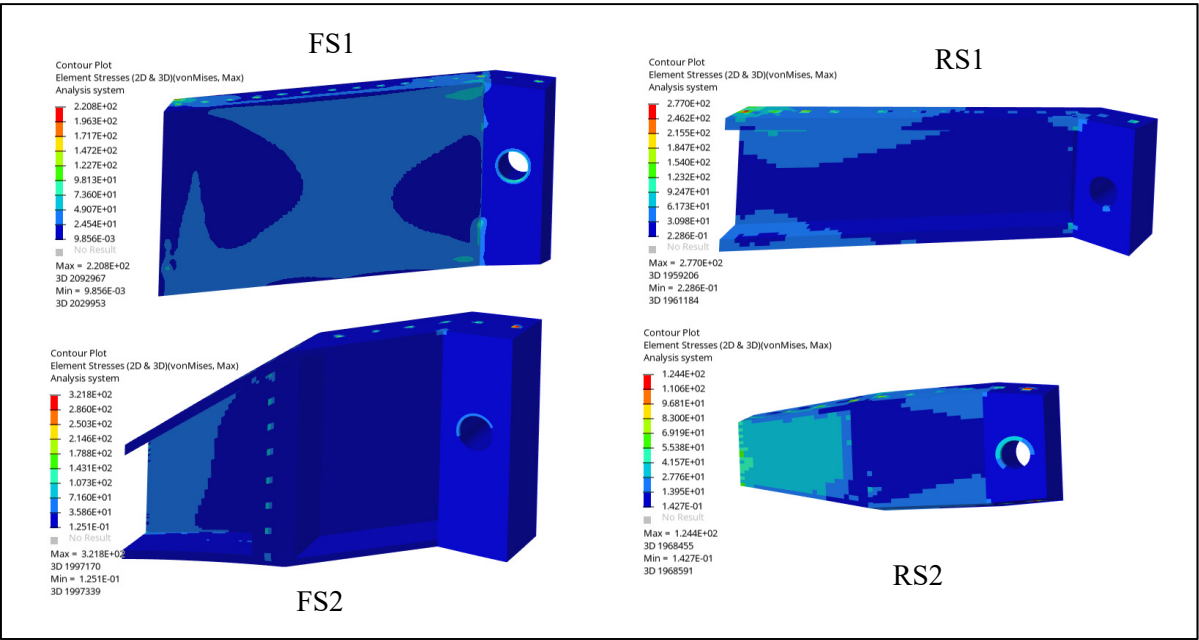 FS1
Contour Plot
Element Stresses (2D & 3D)(vonMises, Max)
Analysis system
2.208E+02
1.963E+02
1.717E+02
1.472E+02
1.227E+02
9.813E+01
7.360E+01
4.907E+01
2.454E+01
9.856E-03
No Result
Max = 2.208E+02
3D 2092967
Min = 9.856E-03
3D 2029953
RS1
Contour Plot
Element Stresses (2D & 3D)(vonMises, Max)
Analysis system
2.770E+02
2.462E+02
2.155E+02
1.847E+02
1.540E+02
1.232E+02
9.247E+01
6.173E+01
3.098E+01
2.286E-01
No Result
Max = 2.770E+02
3D 1959206
Min = 2.286E-01
3D 1961184
Contour Plot
Element Stresses (2D & 3D)(vonMises, Max)
Analysis system
3.218E+02
2.860E+02
2.503E+02
2.146E+02
1.788E+02
1.431E+02
1.073E+02
7.160E+01
3.586E+01
1.251E-01
No Result
Max = 3.218E+02
3D 1997170
Min = 1.251E-01
3D 1997339
FS2
Contour Plot
Element Stresses (2D & 3D)(vonMises, Max)
Analysis system
1.244E+02
1.106E+02
9.681E+01
8.300E+01
6.919E+01
5.538E+01
4.157E+01
2.776E+01
1.395E+01
1.427E-01
No Result
Max = 1.244E+02
3D 1968455
Min = 1.427E-01
3D 1968591
RS2